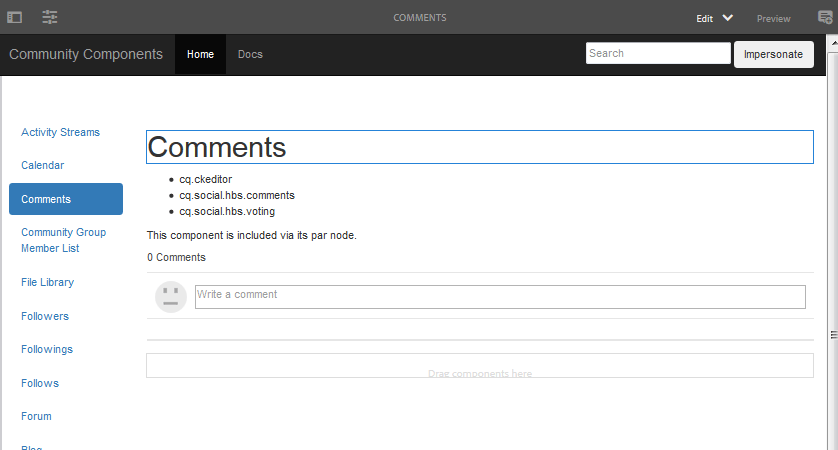 COMMENTS
Edit
Preview
Community Components
Home
Docs
Search
Impersonate
Activity Streams
Calendar
Comments
Community Group
Member List
File Library
Followers
Followings
Follows
Forum
Blog
Comments
cq.ckeditor
cq.social.hbs.comments
cq.social.hbs.voting
This component is included via its par node.
0 Comments
Write a comment
Drag components here